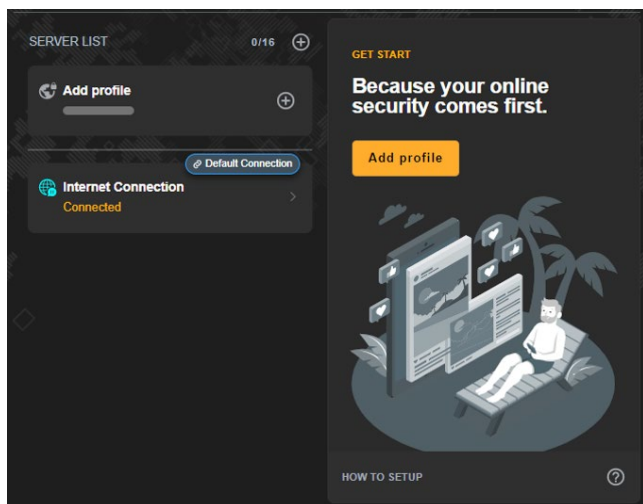 SERVER LIST
0/16
Add profile
Default Connection
Internet Connection
Connected
GET START
Because your online
security comes first.
Add profile
HOW TO SETUP